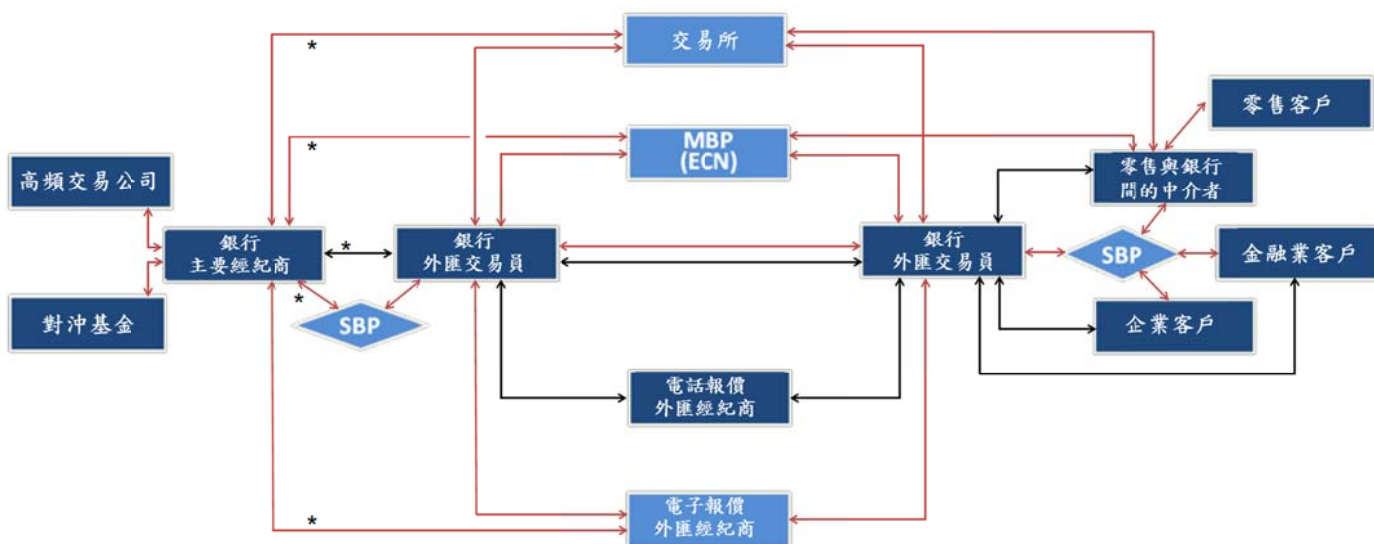 交易所
*
零售客戶
MBP
(ECN)
*
高頻交易公司
零售與銀行
間的中介者
銀行
主要經紀商
*
銀行
外匯交易員
銀行
外匯交易員
SBP
金融業客戶
*
SBP
對沖基金
企業客戶
電話報價
外匯經紀商
電子報價
外匯經紀商
*